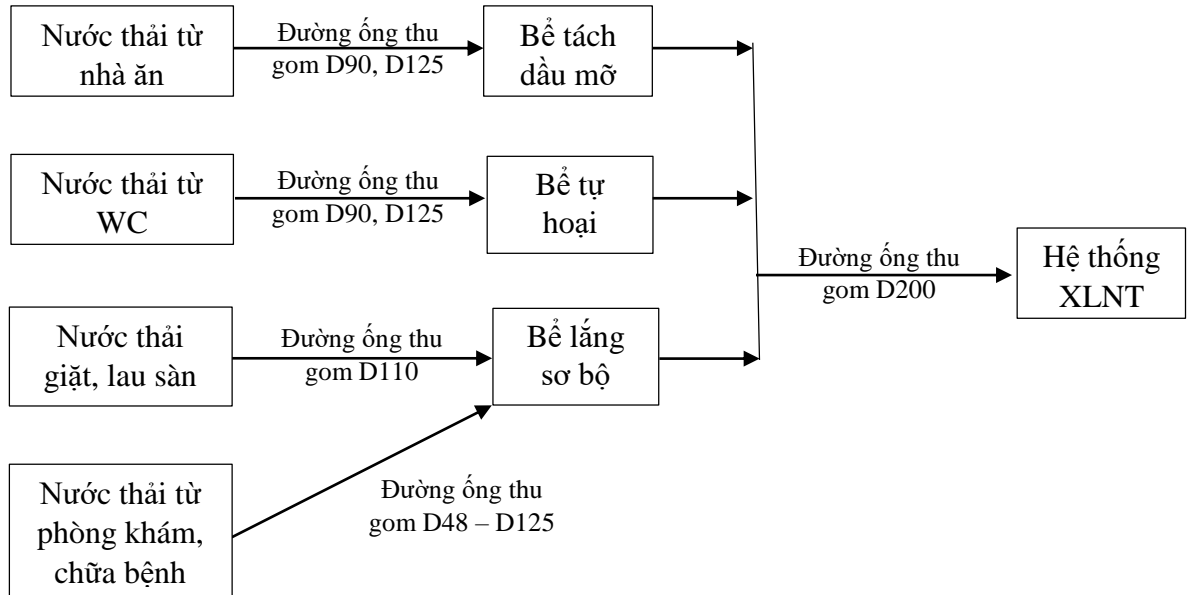 Nước thải từ
nhà ăn
Đường ống thu
gom D90, D125
Bể tách
dầu mỡ
Nước thải từ
WC
Đường ống thu
gom D90, D125
Bể tự
hoại
Đường ống thu
gom D200
Hệ thống
XLNT
Nước thải
giặt, lau sàn
Đường ống thu
gom D110
Bể lắng
sơ bộ
Nước thải từ
phòng khám,
chữa bệnh
Đường ống thu
gom D48 – D125